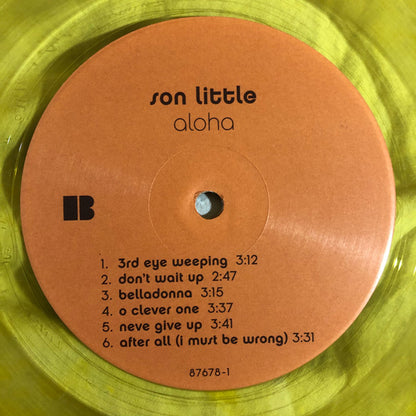 son little
aloha
B
1. 3rd eye weeping 3:12
2. don't wait up 2:47
3. belladonna 3:15
4. o clever one 3:37
5. neve give up 3:41
6. after all (i must be wrong) 3:31
87678-1